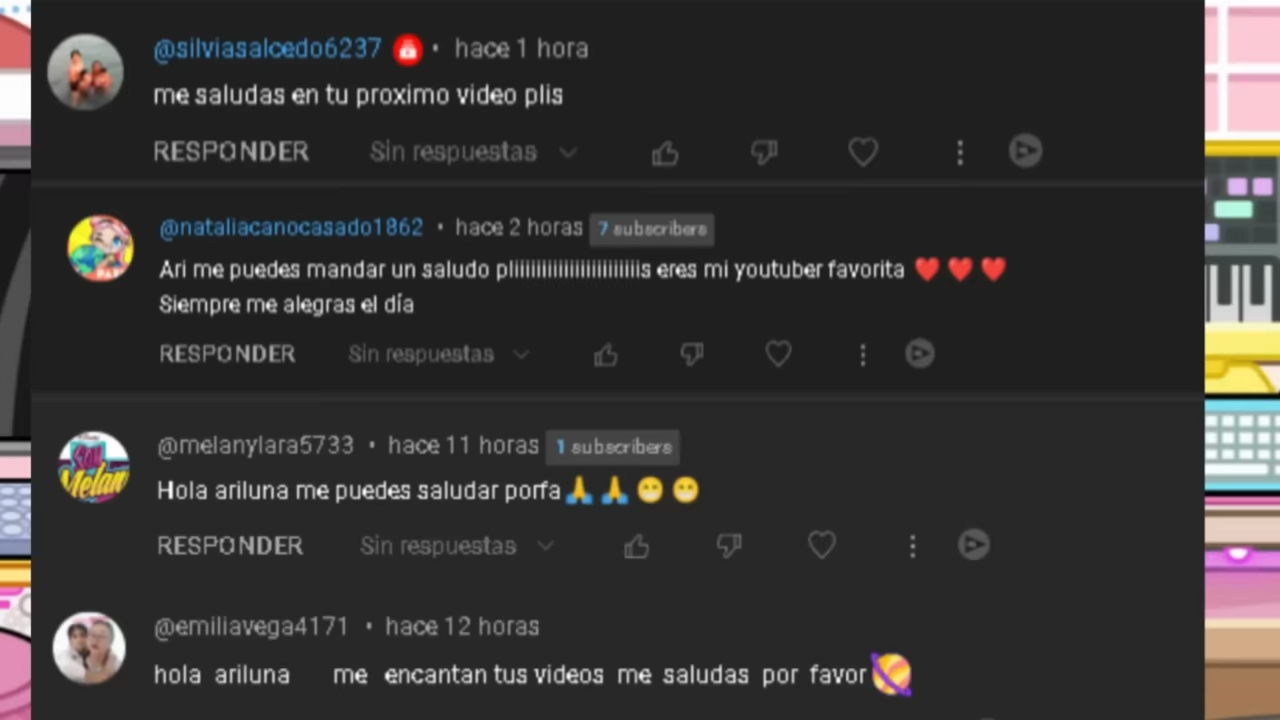 @silviasalcedo6237 • hace 1 hora
me saludas en tu proximo video plis
RESPONDER Sin respuestas
@nataliacanocasado1862 • hace 2 horas 7 subscribers
Ari me puedes mandar un saludo pliiiiiiiiiiiiiiiiiiiiiiis eres mi youtuber favorita ❤️ ❤️ ❤️
Siempre me alegras el día
RESPONDER Sin respuestas
@melanylara5733 • hace 11 horas 1 subscribers
SOY
Melan
Hola ariluna me puedes saludar porfa🙏 🙏 😁 😁
RESPONDER Sin respuestas
@emiliavega4171 • hace 12 horas
hola ariluna me encantan tus videos me saludas por favor🪐